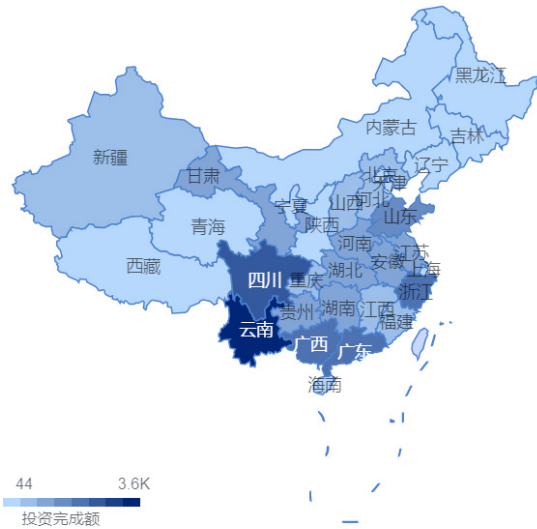 黑龙江
内蒙古
吉林
新疆
辽宁
北京
天津
甘肃
河北
宁夏
山西
山东
青海
陕西
河南
江苏
西藏
安徽
上海
四川
重庆
湖北
浙江
贵州
湖南
江西
云南
福建
广西
广东
海南
44
3.6K
投资完成额